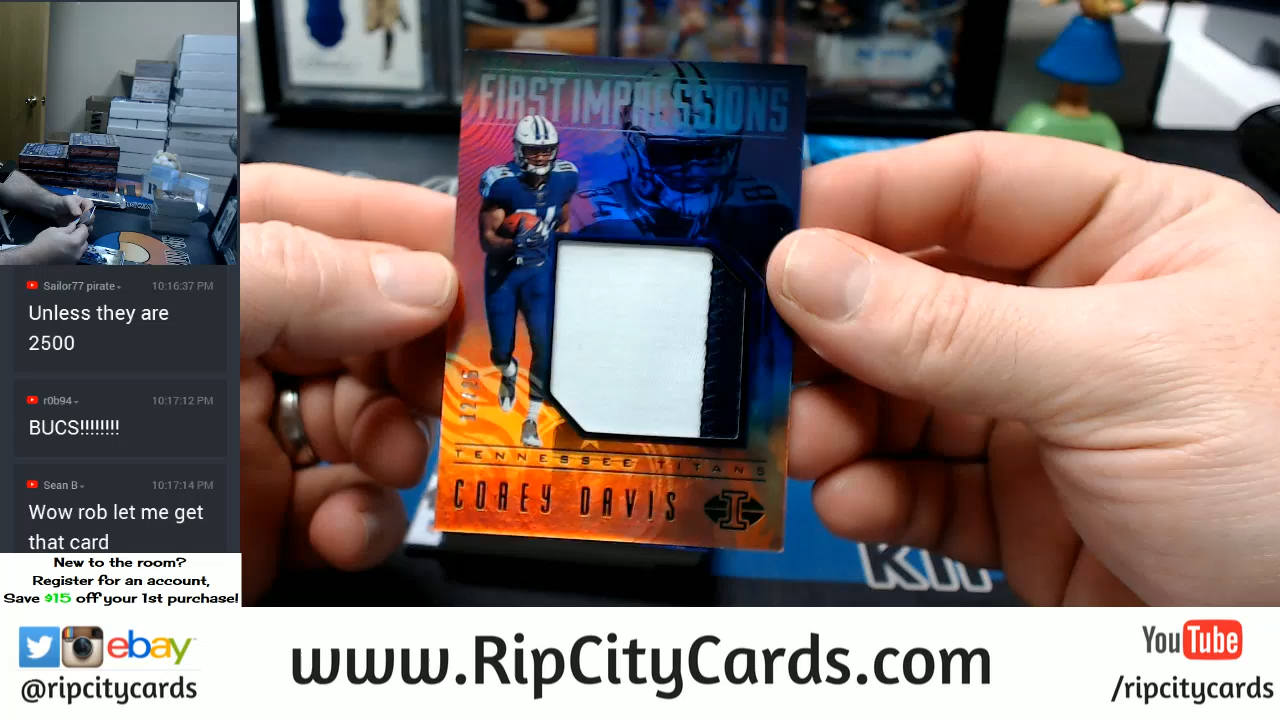 Sailor77 pirate
10:16:37 PM
Unless they are
2500
r0b94
10:17:12 PM
BUCS!!!!!!!!
Sean B
10:17:14 PM
Wow rob let me get
that card
New to the room?
Register for an account,
Save $15 off your 1st purchase!
FIRST IMPRESSIONS
84
TENNESSEE TITANS
COREY DAVIS
I
ebay
@ripcitycards
www.RipCityCards.com
YouTube
/ripcitycards